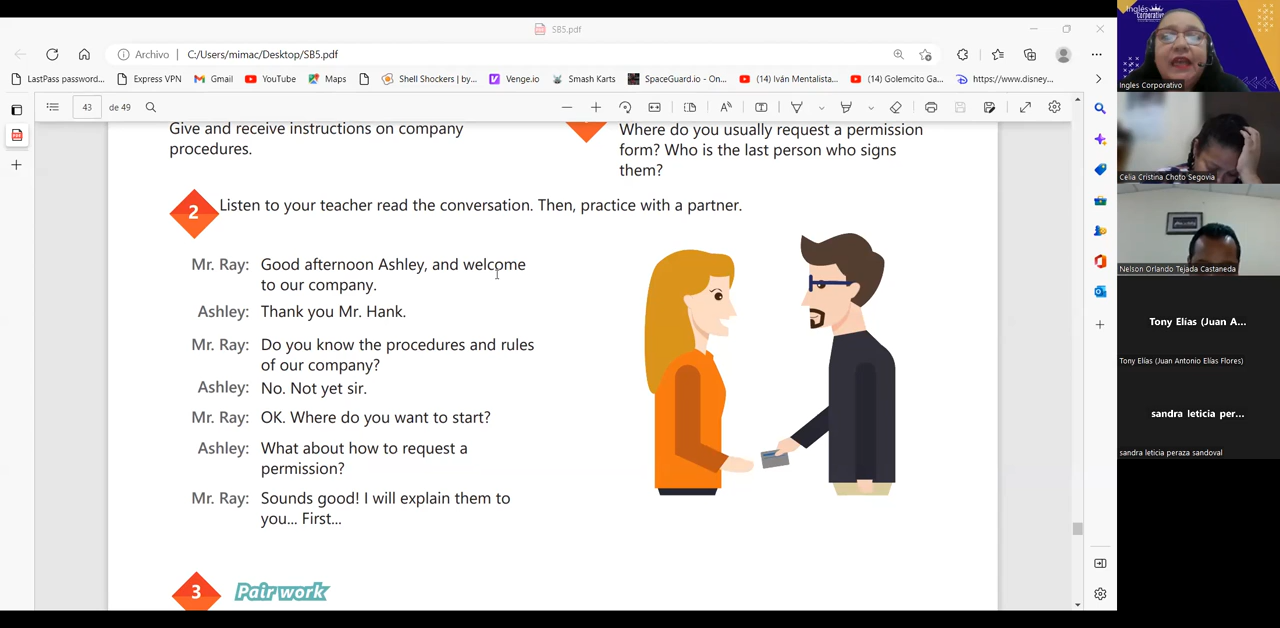 SB5.pdf
Archivo
C:/Users/mimac/Desktop/SB5.pdf
LastPass password...
Express VPN
Gmail
YouTube
Maps
Shell Shockers | by...
Venge.io
Smash Karts
SpaceGuard.io - On...
(14) Iván Mentalista...
(14) Golemcito Ga...
https://www.disney...
43
de 49
Give and receive instructions on company
procedures.
Where do you usually request a permission
form? Who is the last person who signs
them?
2
Listen to your teacher read the conversation. Then, practice with a partner.
Mr. Ray: Good afternoon Ashley, and welcome
to our company.
Ashley: Thank you Mr. Hank.
Mr. Ray: Do you know the procedures and rules
of our company?
Ashley: No. Not yet sir.
Mr. Ray: OK. Where do you want to start?
Ashley: What about how to request a
permission?
Mr. Ray: Sounds good! I will explain them to
you... First...
3
Pair work
Inglés
Corporativo
Ingles Corporativo
Celia Cristina Choto Segovia
Nelson Orlando Tejada Castaneda
Tony Elías (Juan A...
Tony Elías (Juan Antonio Elías Flores)
sandra leticia per...
sandra leticia peraza sandoval